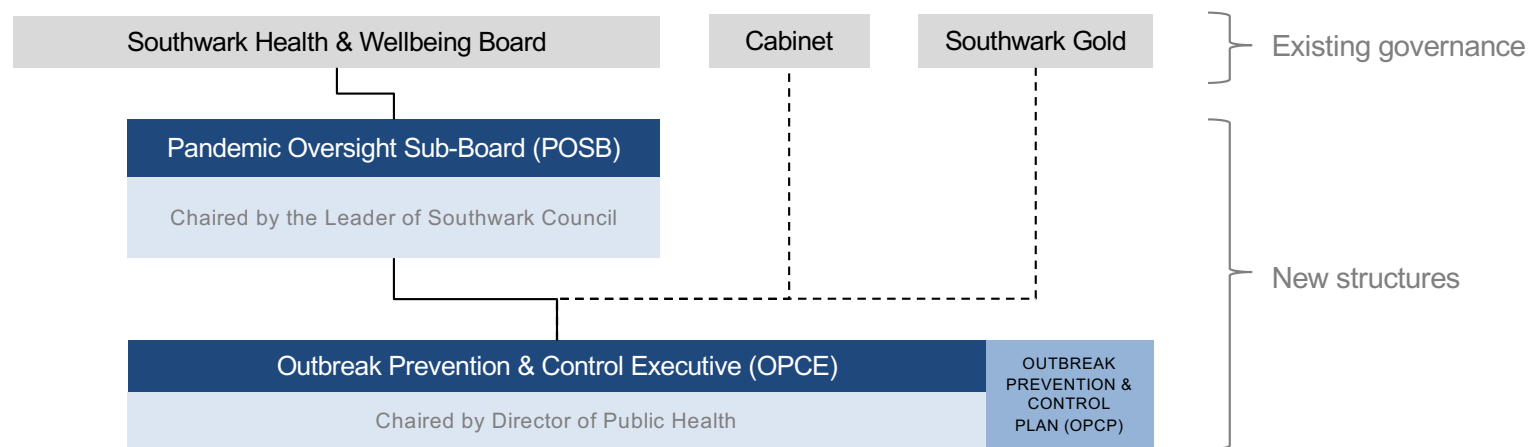 Southwark Health & Wellbeing Board
Cabinet
Southwark Gold
Existing governance
Pandemic Oversight Sub-Board (POSB)
Chaired by the Leader of Southwark Council
New structures
Outbreak Prevention & Control Executive (OPCE)
Chaired by Director of Public Health
OUTBREAK
PREVENTION &
CONTROL
PLAN (OPCP)